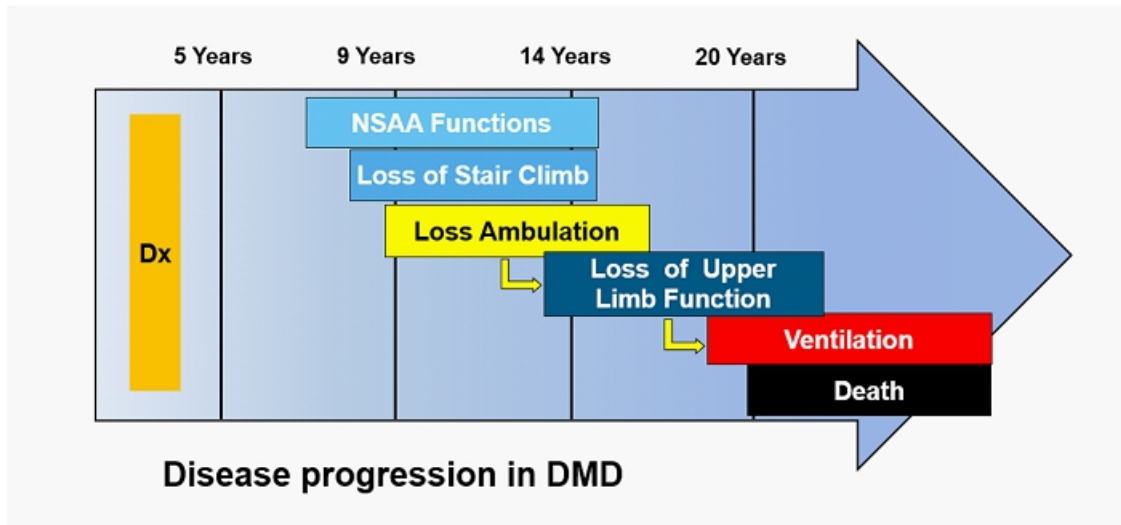 5 Years 9 Years 14 Years 20 Years
NSAA Functions
Loss of Stair Climb
Loss Ambulation
Dx
Loss of Upper
Limb Function
Ventilation
Death
Disease progression in DMD